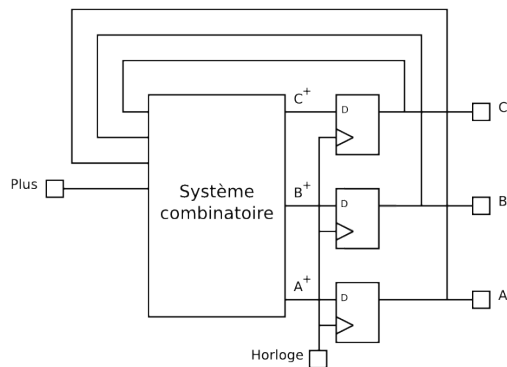 C+
D
C
Plus
Système
combinatoire
B+
D
B
A+
D
A
Horloge